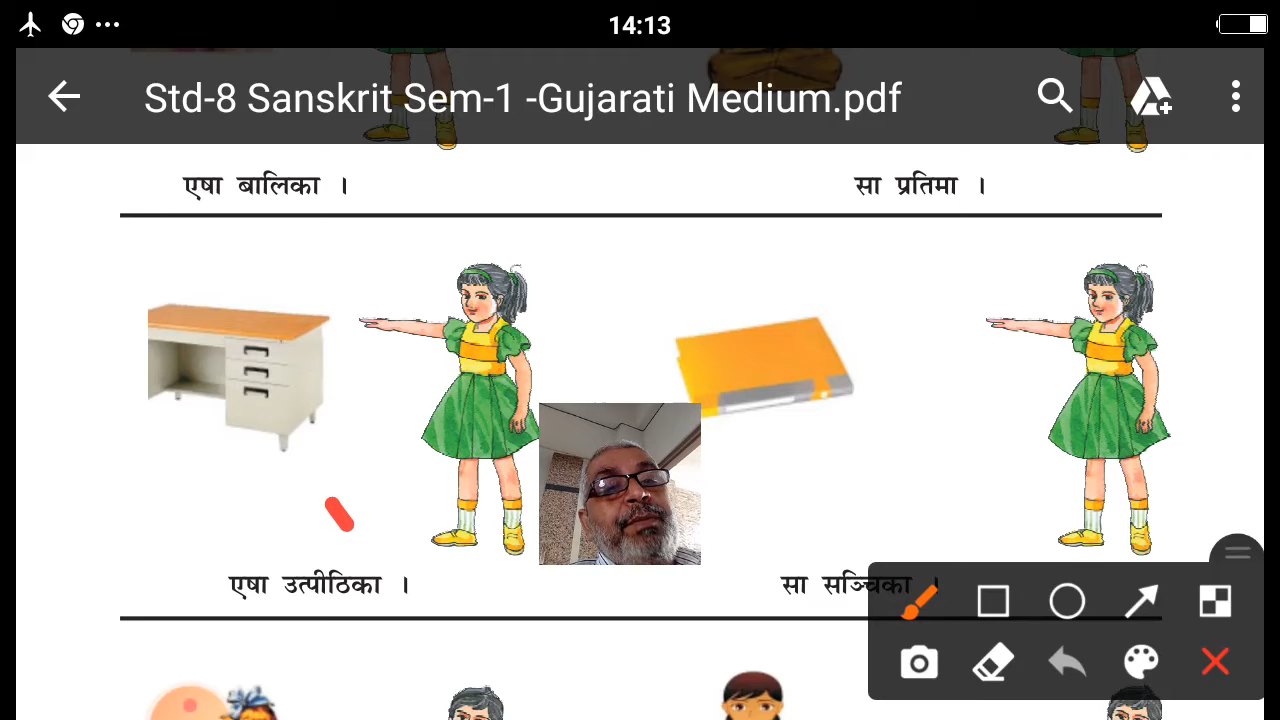 14:13
Std-8 Sanskrit Sem-1 -Gujarati Medium.pdf
एषा बालिका ।
सा प्रतिमा ।
एषा उत्पीठिका ।
सा सञ्चिका ।